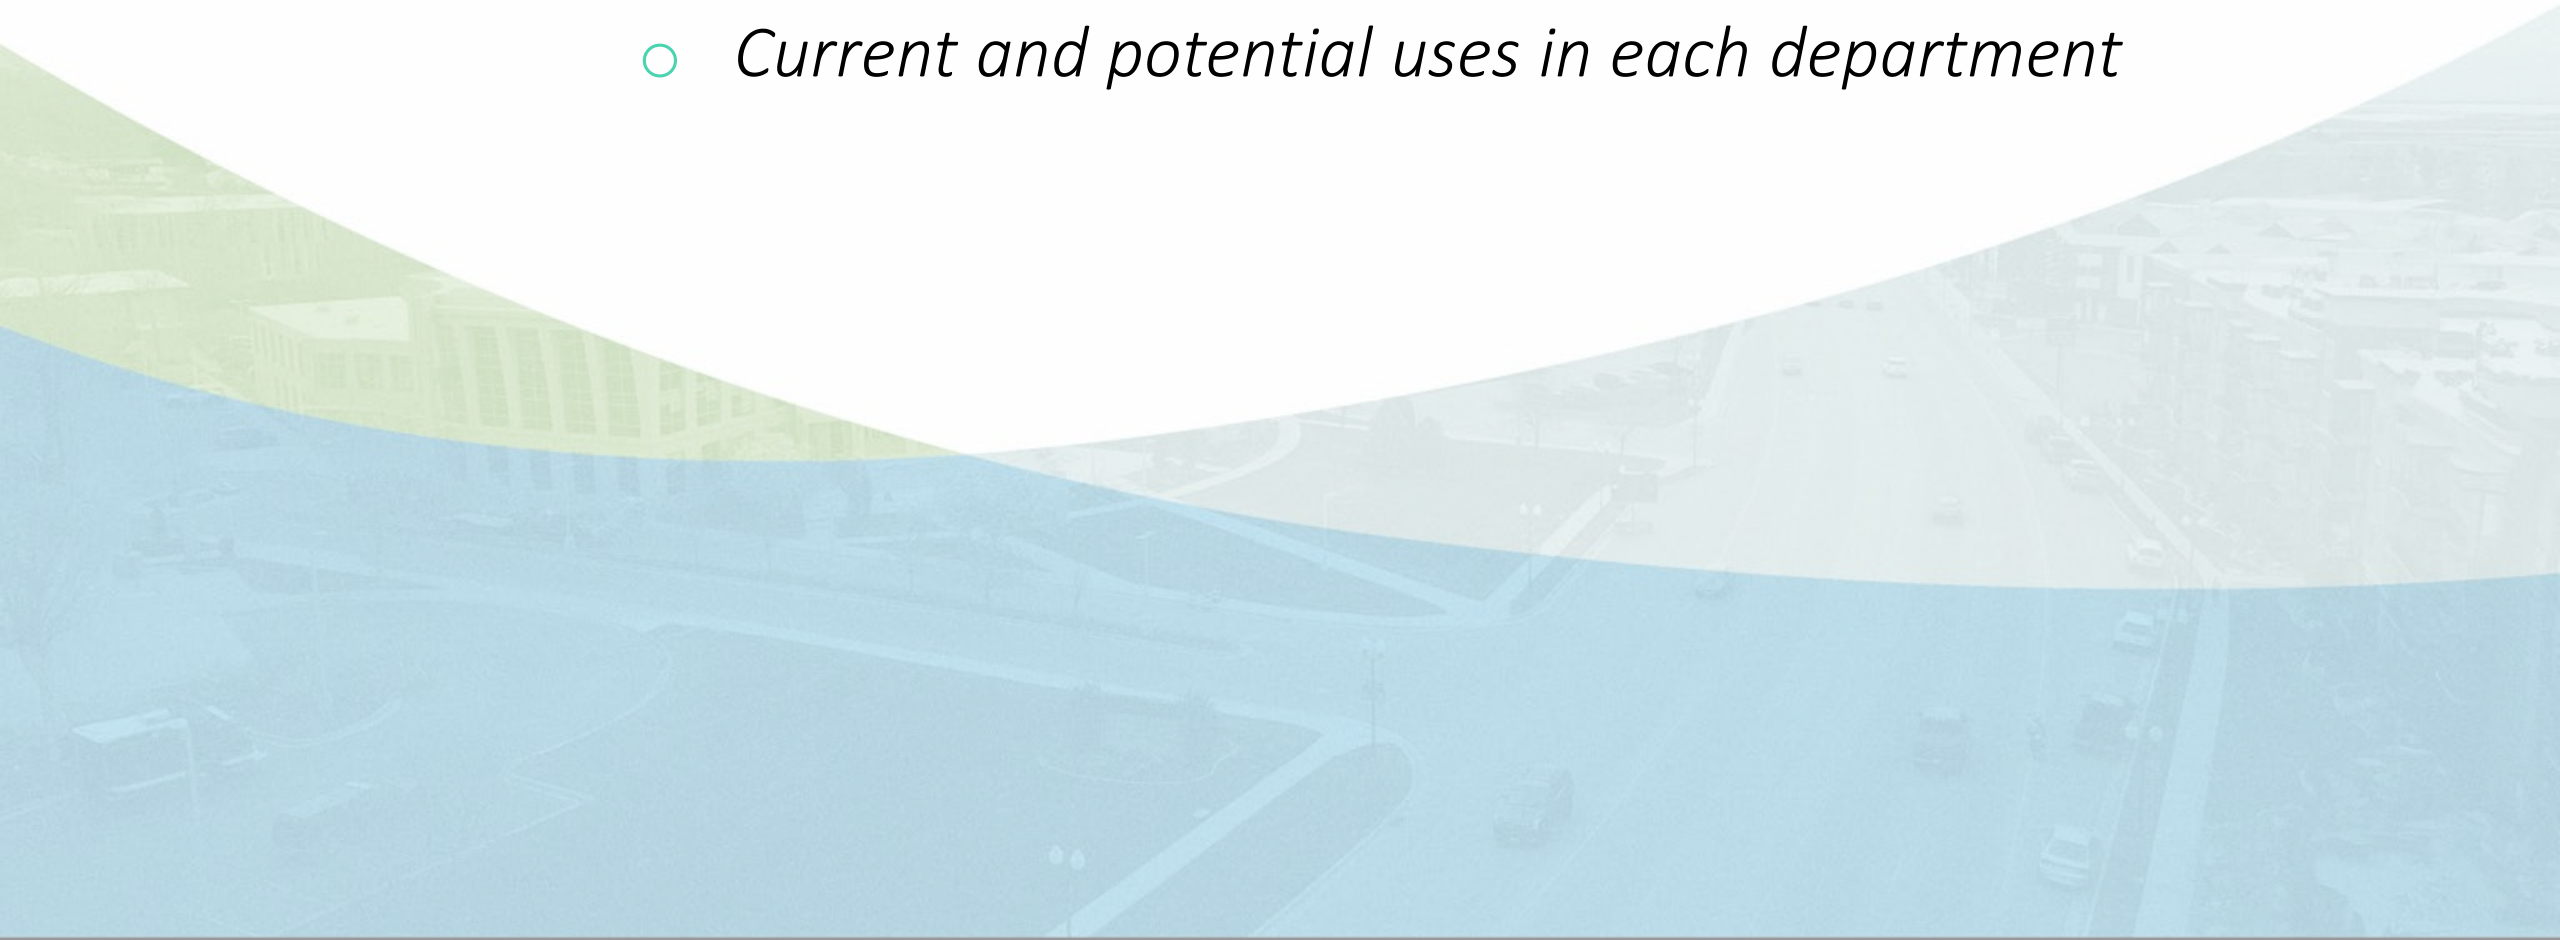 Current and potential uses in each department